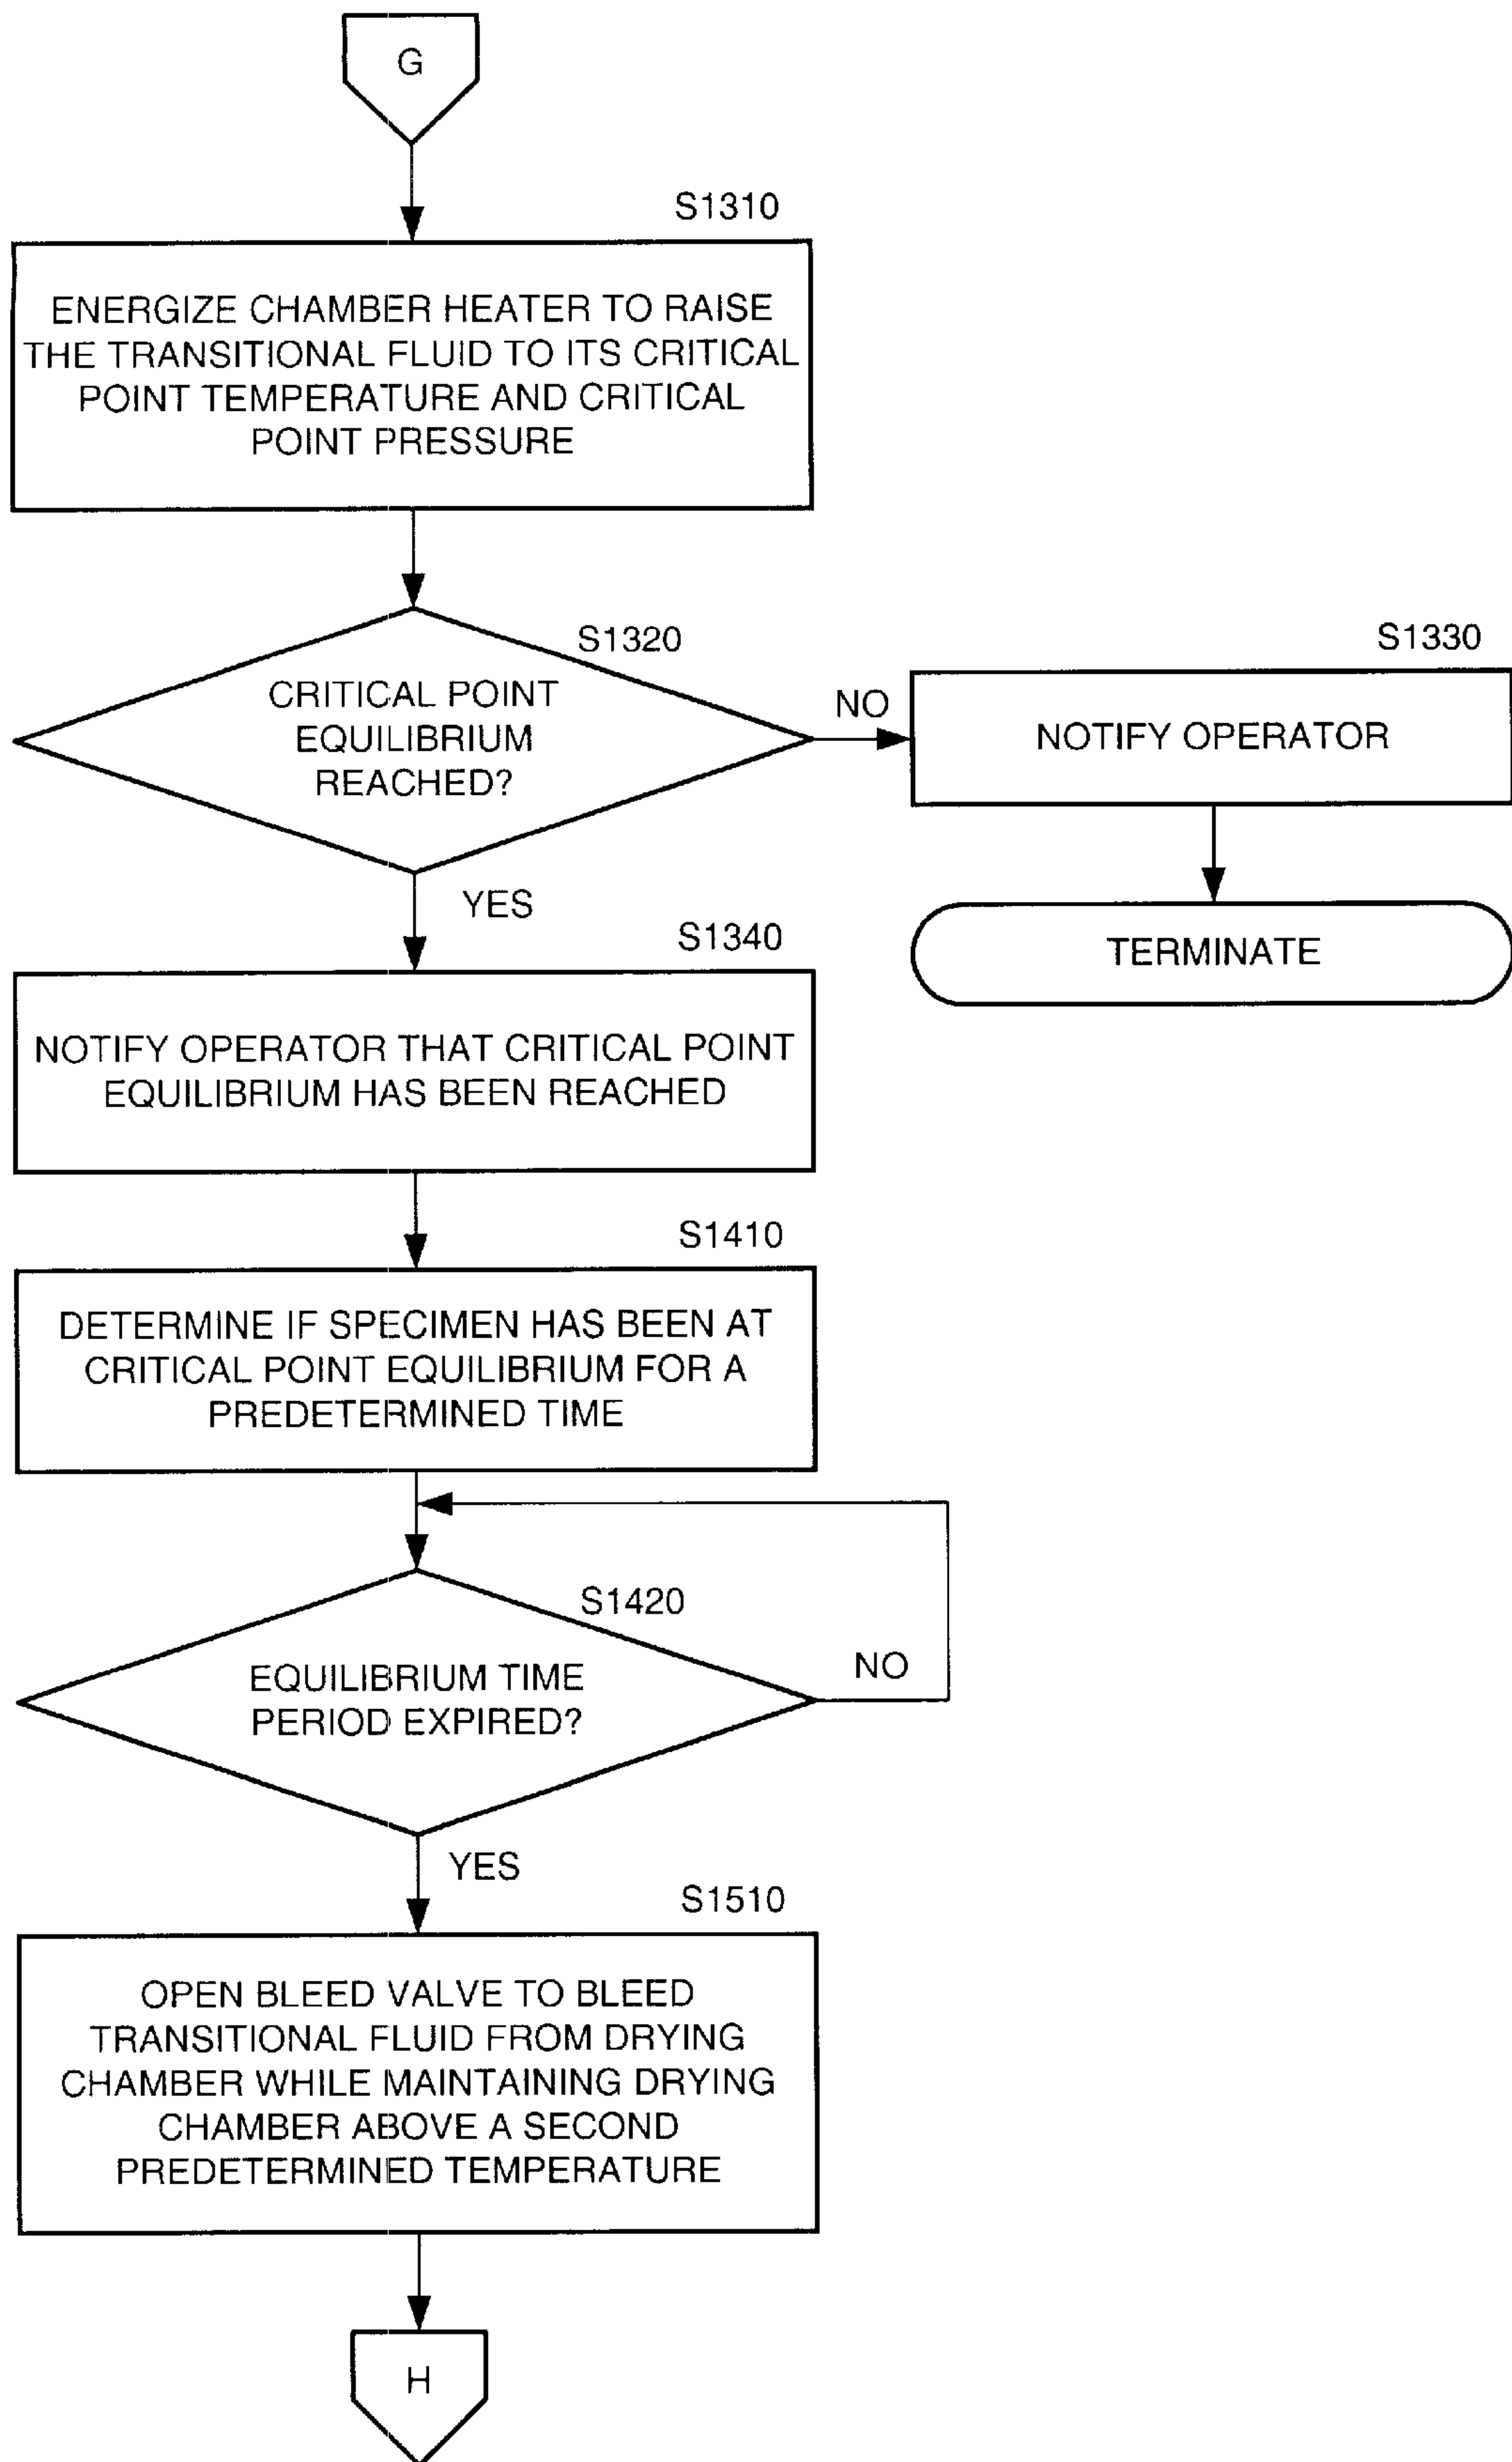 G
S1310
ENERGIZE CHAMBER HEATER TO RAISE
THE TRANSITIONAL FLUID TO ITS CRITICAL
POINT TEMPERATURE AND CRITICAL
POINT PRESSURE
S1320
CRITICAL POINT
EQUILIBRIUM
REACHED?
NO
S1330
NOTIFY OPERATOR
TERMINATE
YES
S1340
NOTIFY OPERATOR THAT CRITICAL POINT
EQUILIBRIUM HAS BEEN REACHED
S1410
DETERMINE IF SPECIMEN HAS BEEN AT
CRITICAL POINT EQUILIBRIUM FOR A
PREDETERMINED TIME
S1420
EQUILIBRIUM TIME
PERIOD EXPIRED?
NO
YES
S1510
OPEN BLEED VALVE TO BLEED
TRANSITIONAL FLUID FROM DRYING
CHAMBER WHILE MAINTAINING DRYING
CHAMBER ABOVE A SECOND
PREDETERMINED TEMPERATURE
H